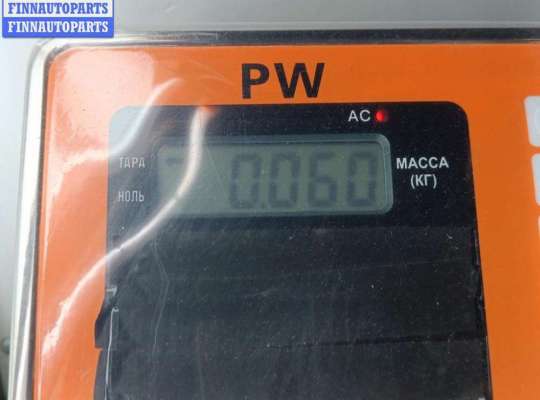 FINNAUTOPARTS
FINNAUTOPARTS
PW
AC
ТАРА
0.060
МАССА
(КГ)
НОЛЬ